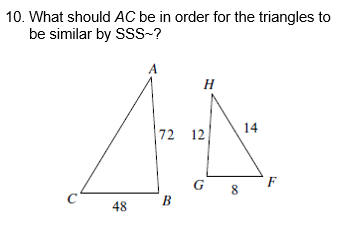 10. What should AC be in order for the triangles to
be similar by SSS~?
A
H
72 12 14
G F
C 48 B 8